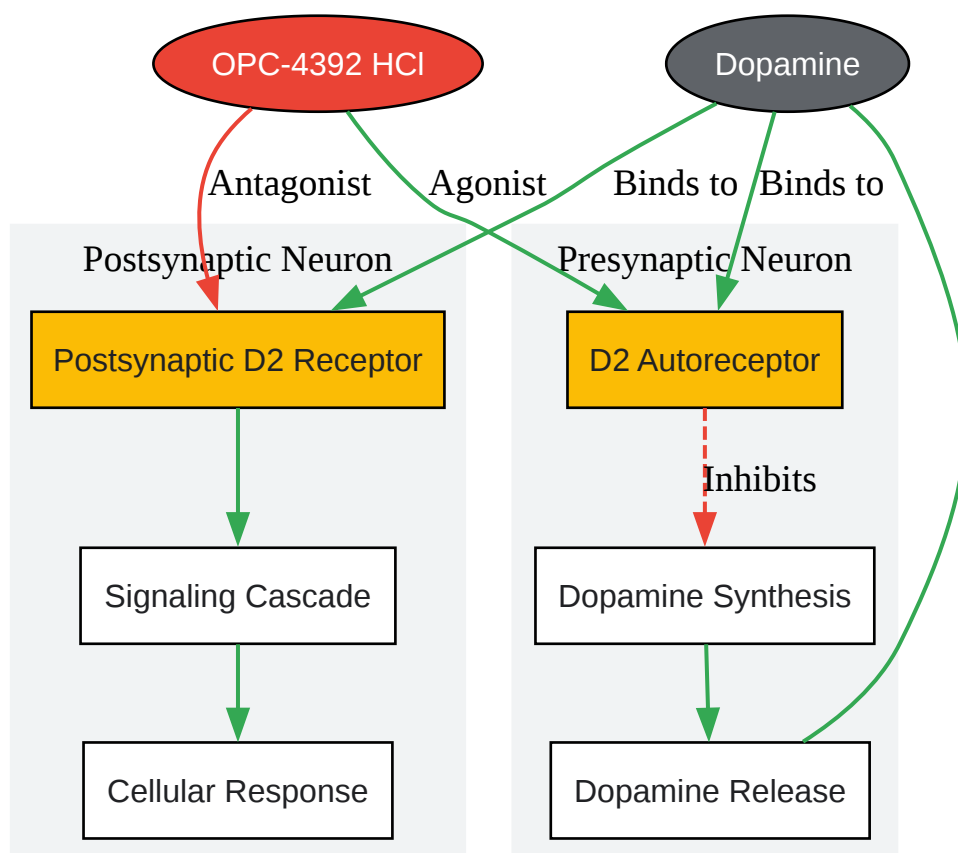 OPC-4392 HCl
Dopamine
Antagonist
Agonist
Binds to
Binds to
Postsynaptic Neuron
Presynaptic Neuron
Postsynaptic D2 Receptor
D2 Autoreceptor
Inhibits
Signaling Cascade
Dopamine Synthesis
Cellular Response
Dopamine Release